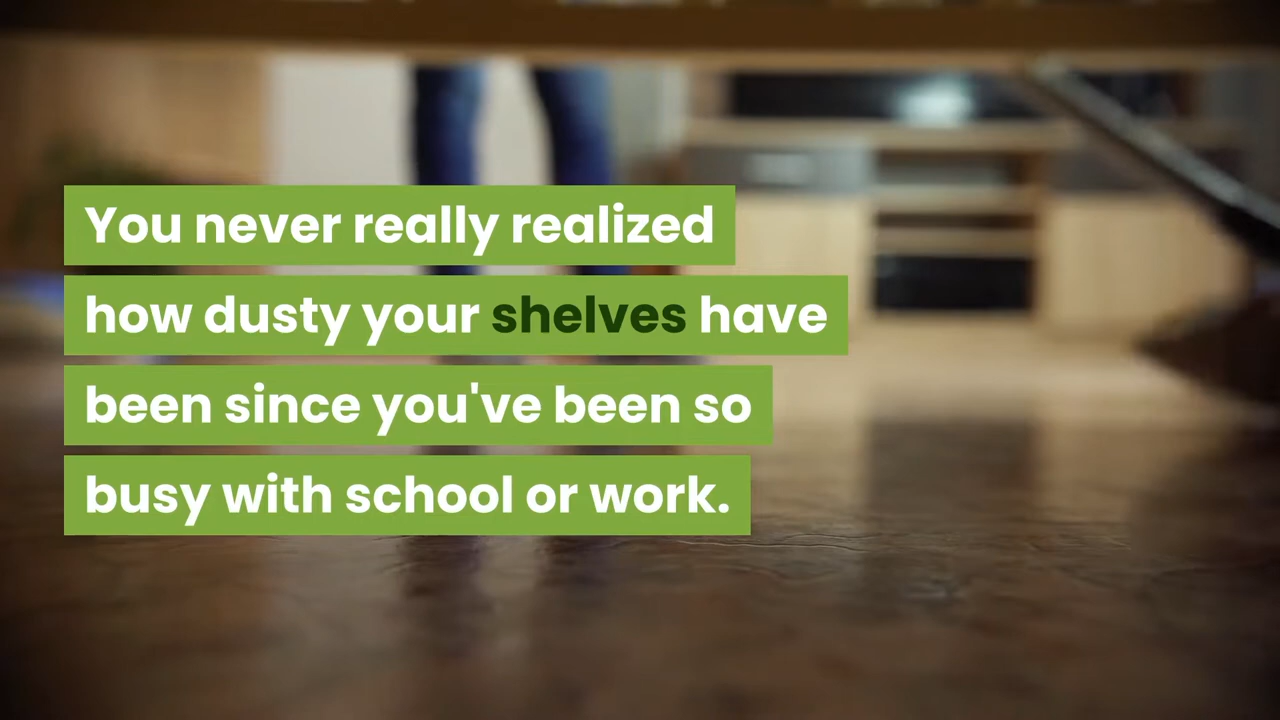 You never really realized
how dusty your shelves have
been since you've been so
busy with school or work.